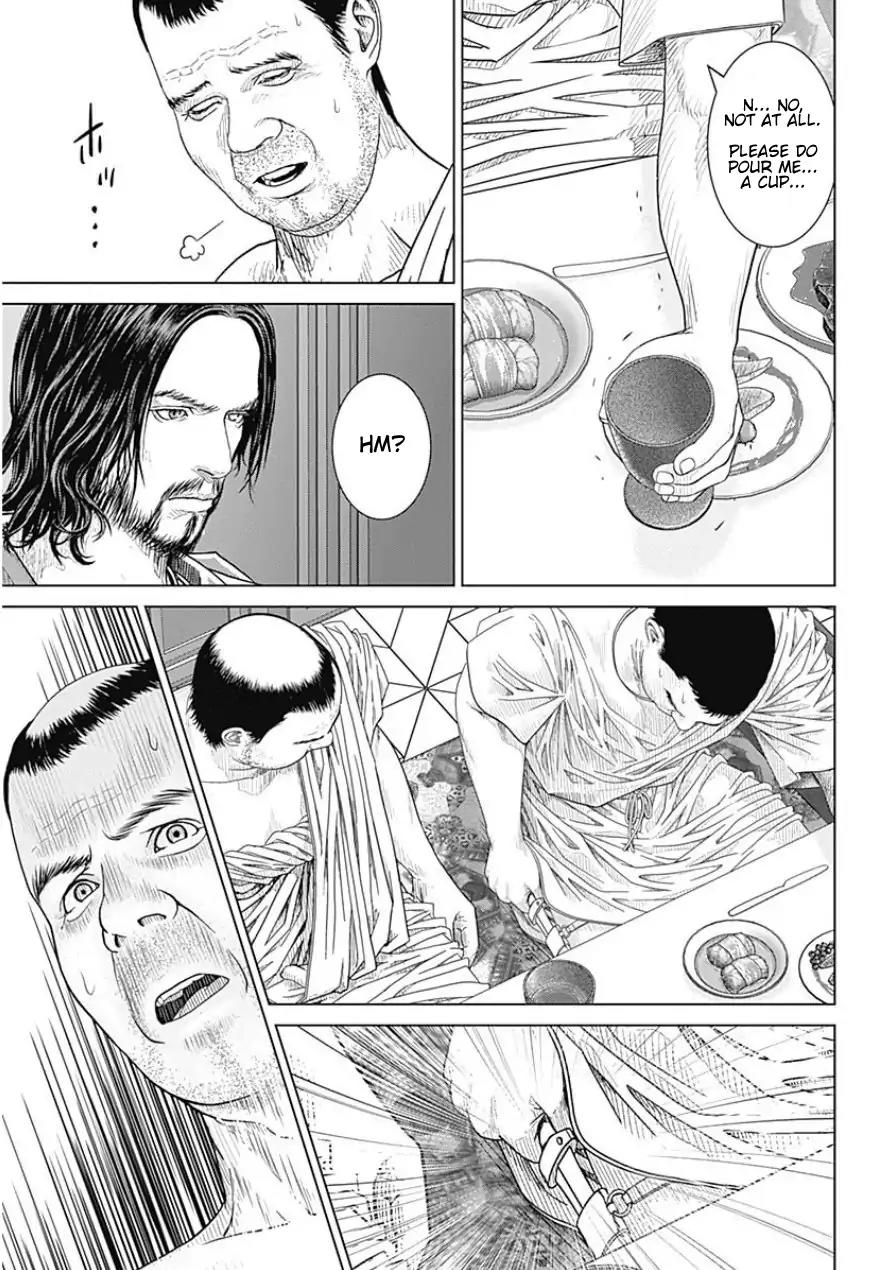 N... NO,
NOT AT ALL.
PLEASE DO
POUR ME...
A CUP...
ホッ…
HM?